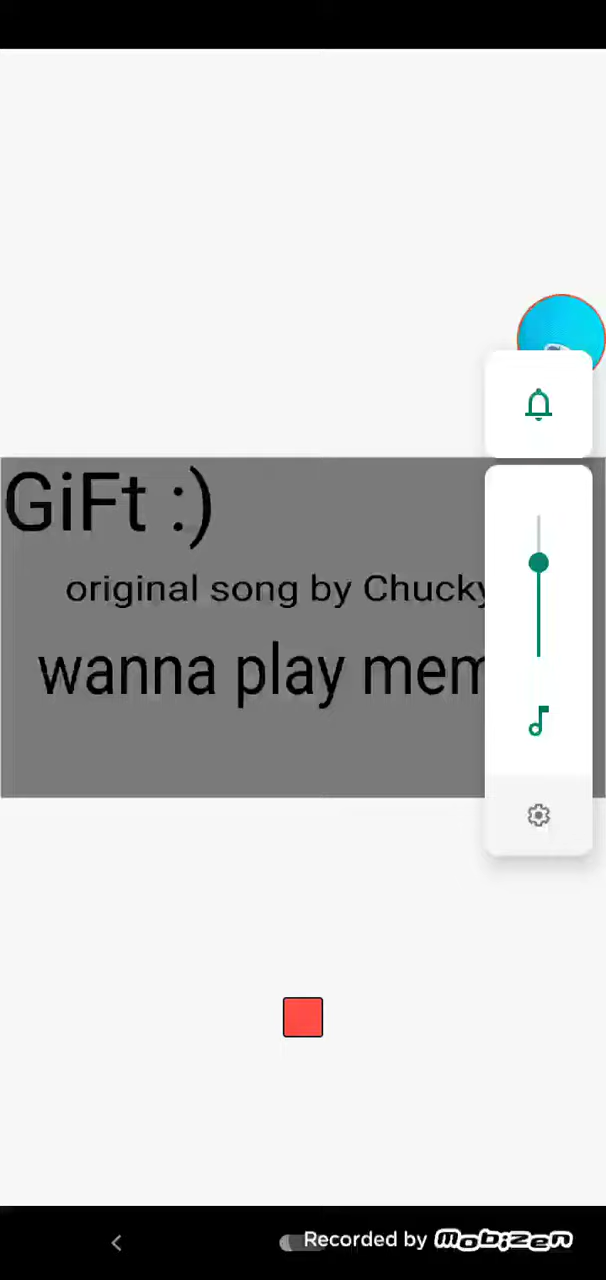 GiFt :)
original song by Chucky
wanna play mem
Recorded by mobizen